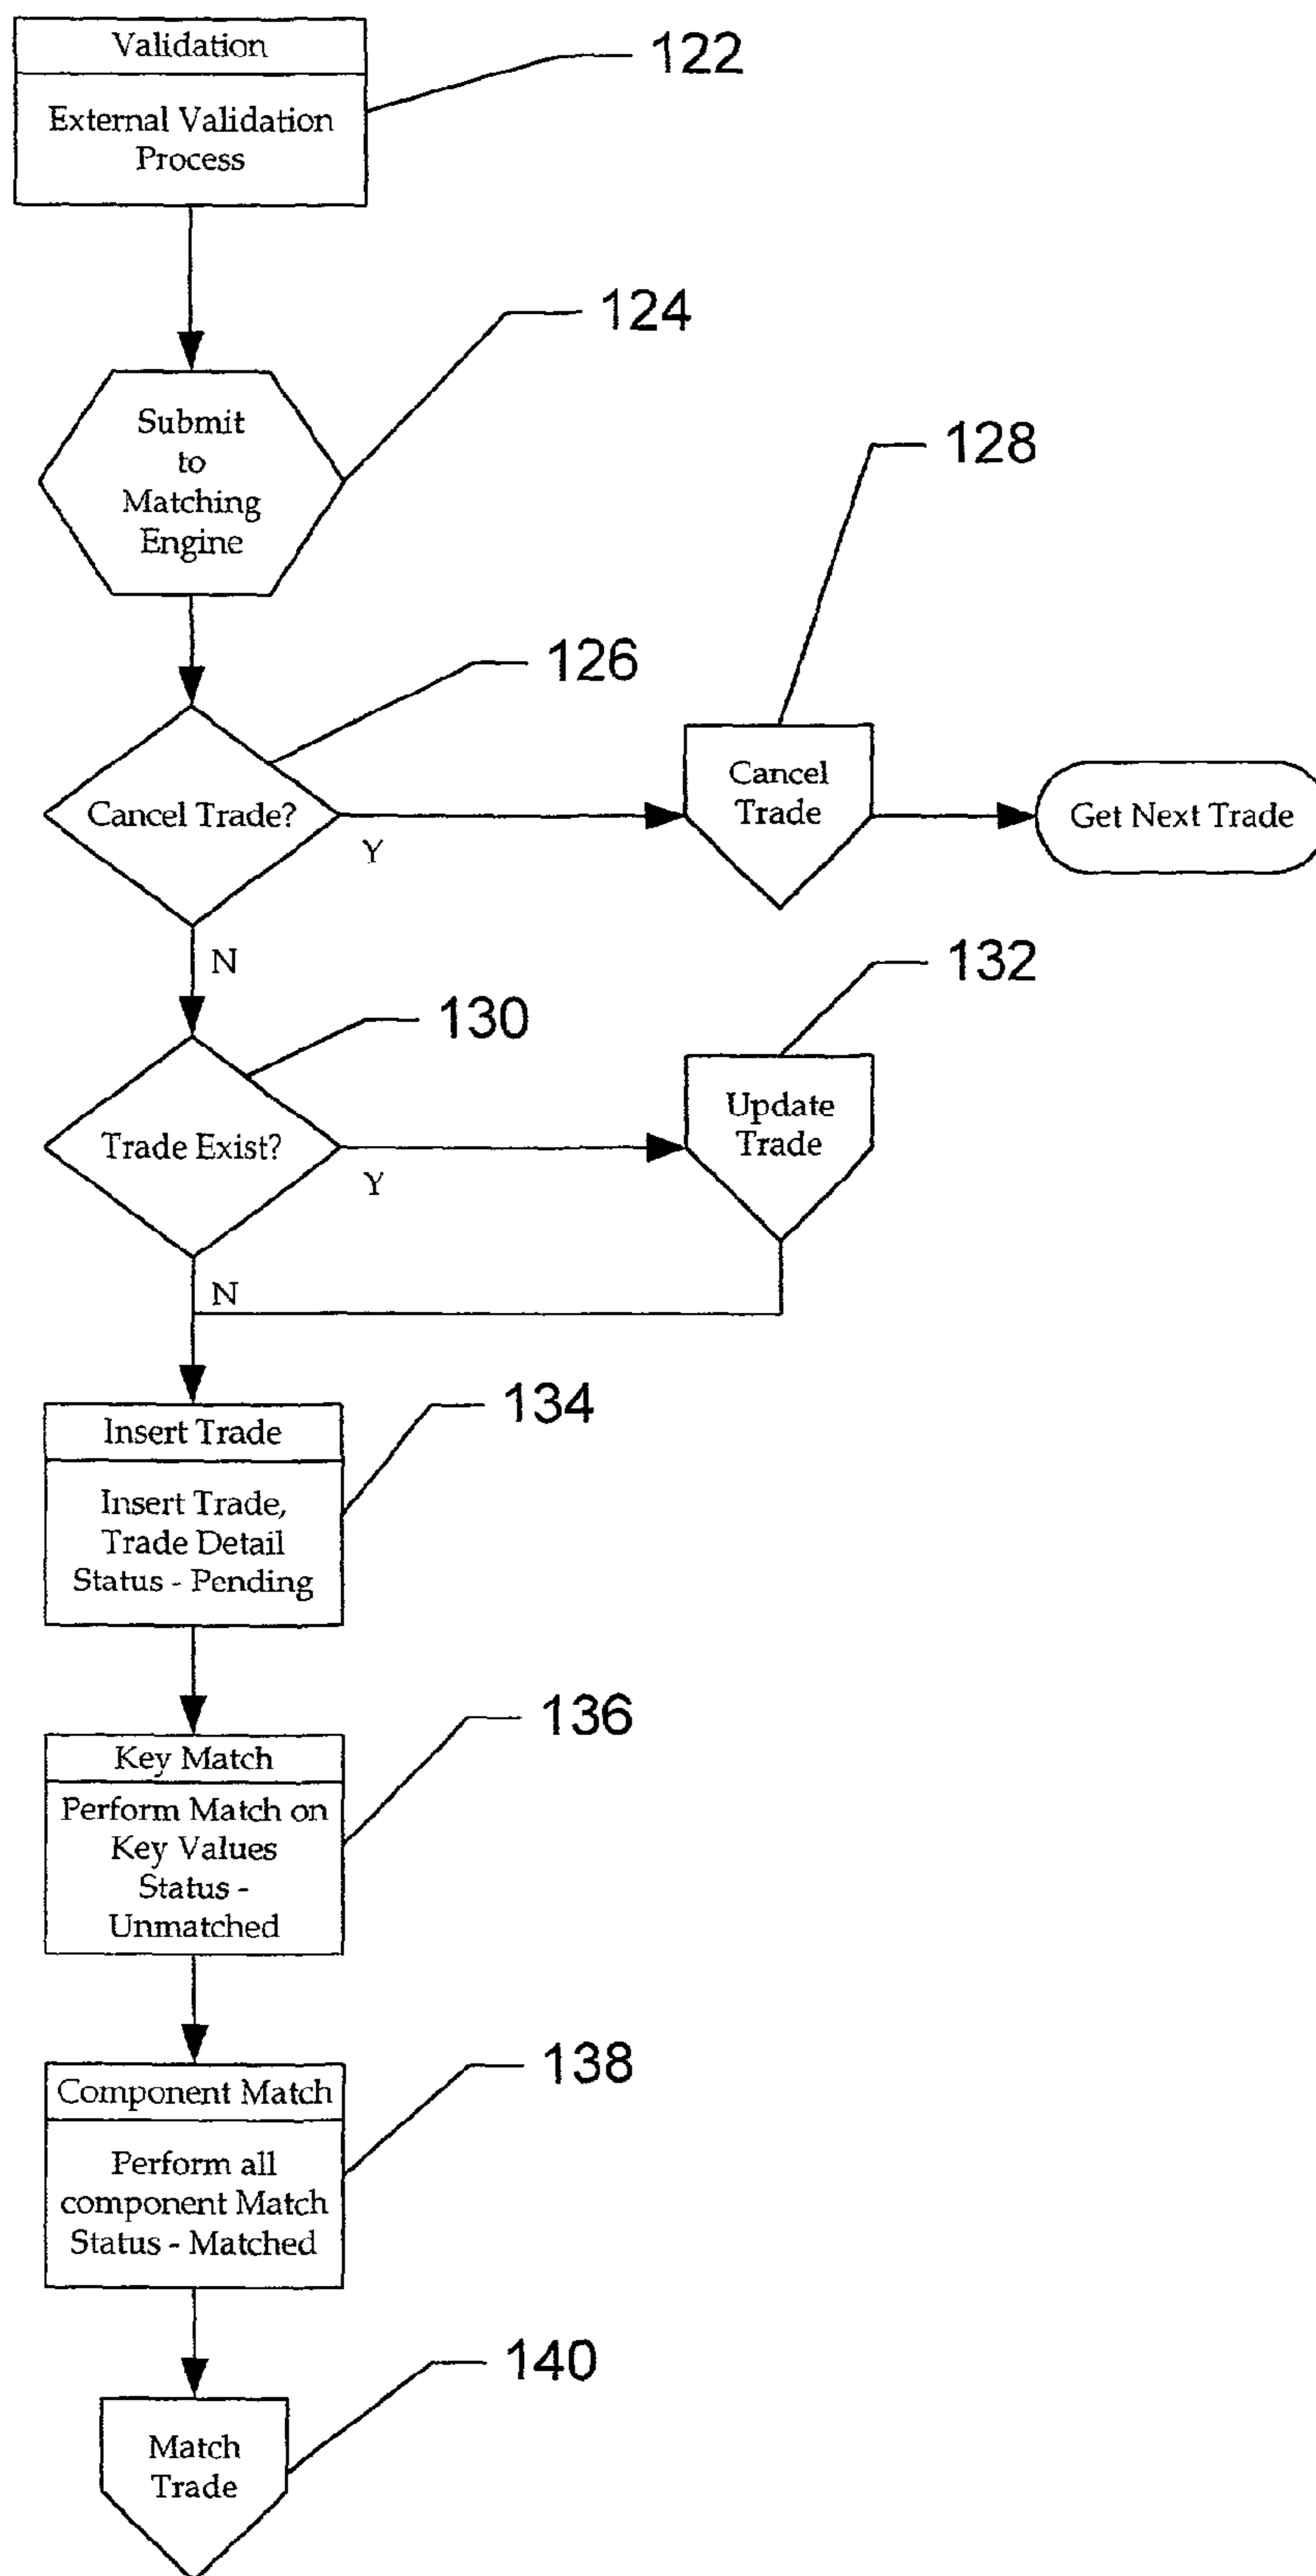 Validation
122
External Validation
Process
124
Submit
to
Matching
Engine
128
126
Cancel Trade?
Y
Cancel
Trade
Get Next Trade
N
132
130
Trade Exist?
Y
Update
Trade
N
134
Insert Trade
Insert Trade,
Trade Detail
Status - Pending
136
Key Match
Perform Match on
Key Values
Status -
Unmatched
138
Component Match
Perform all
component Match
Status - Matched
140
Match
Trade